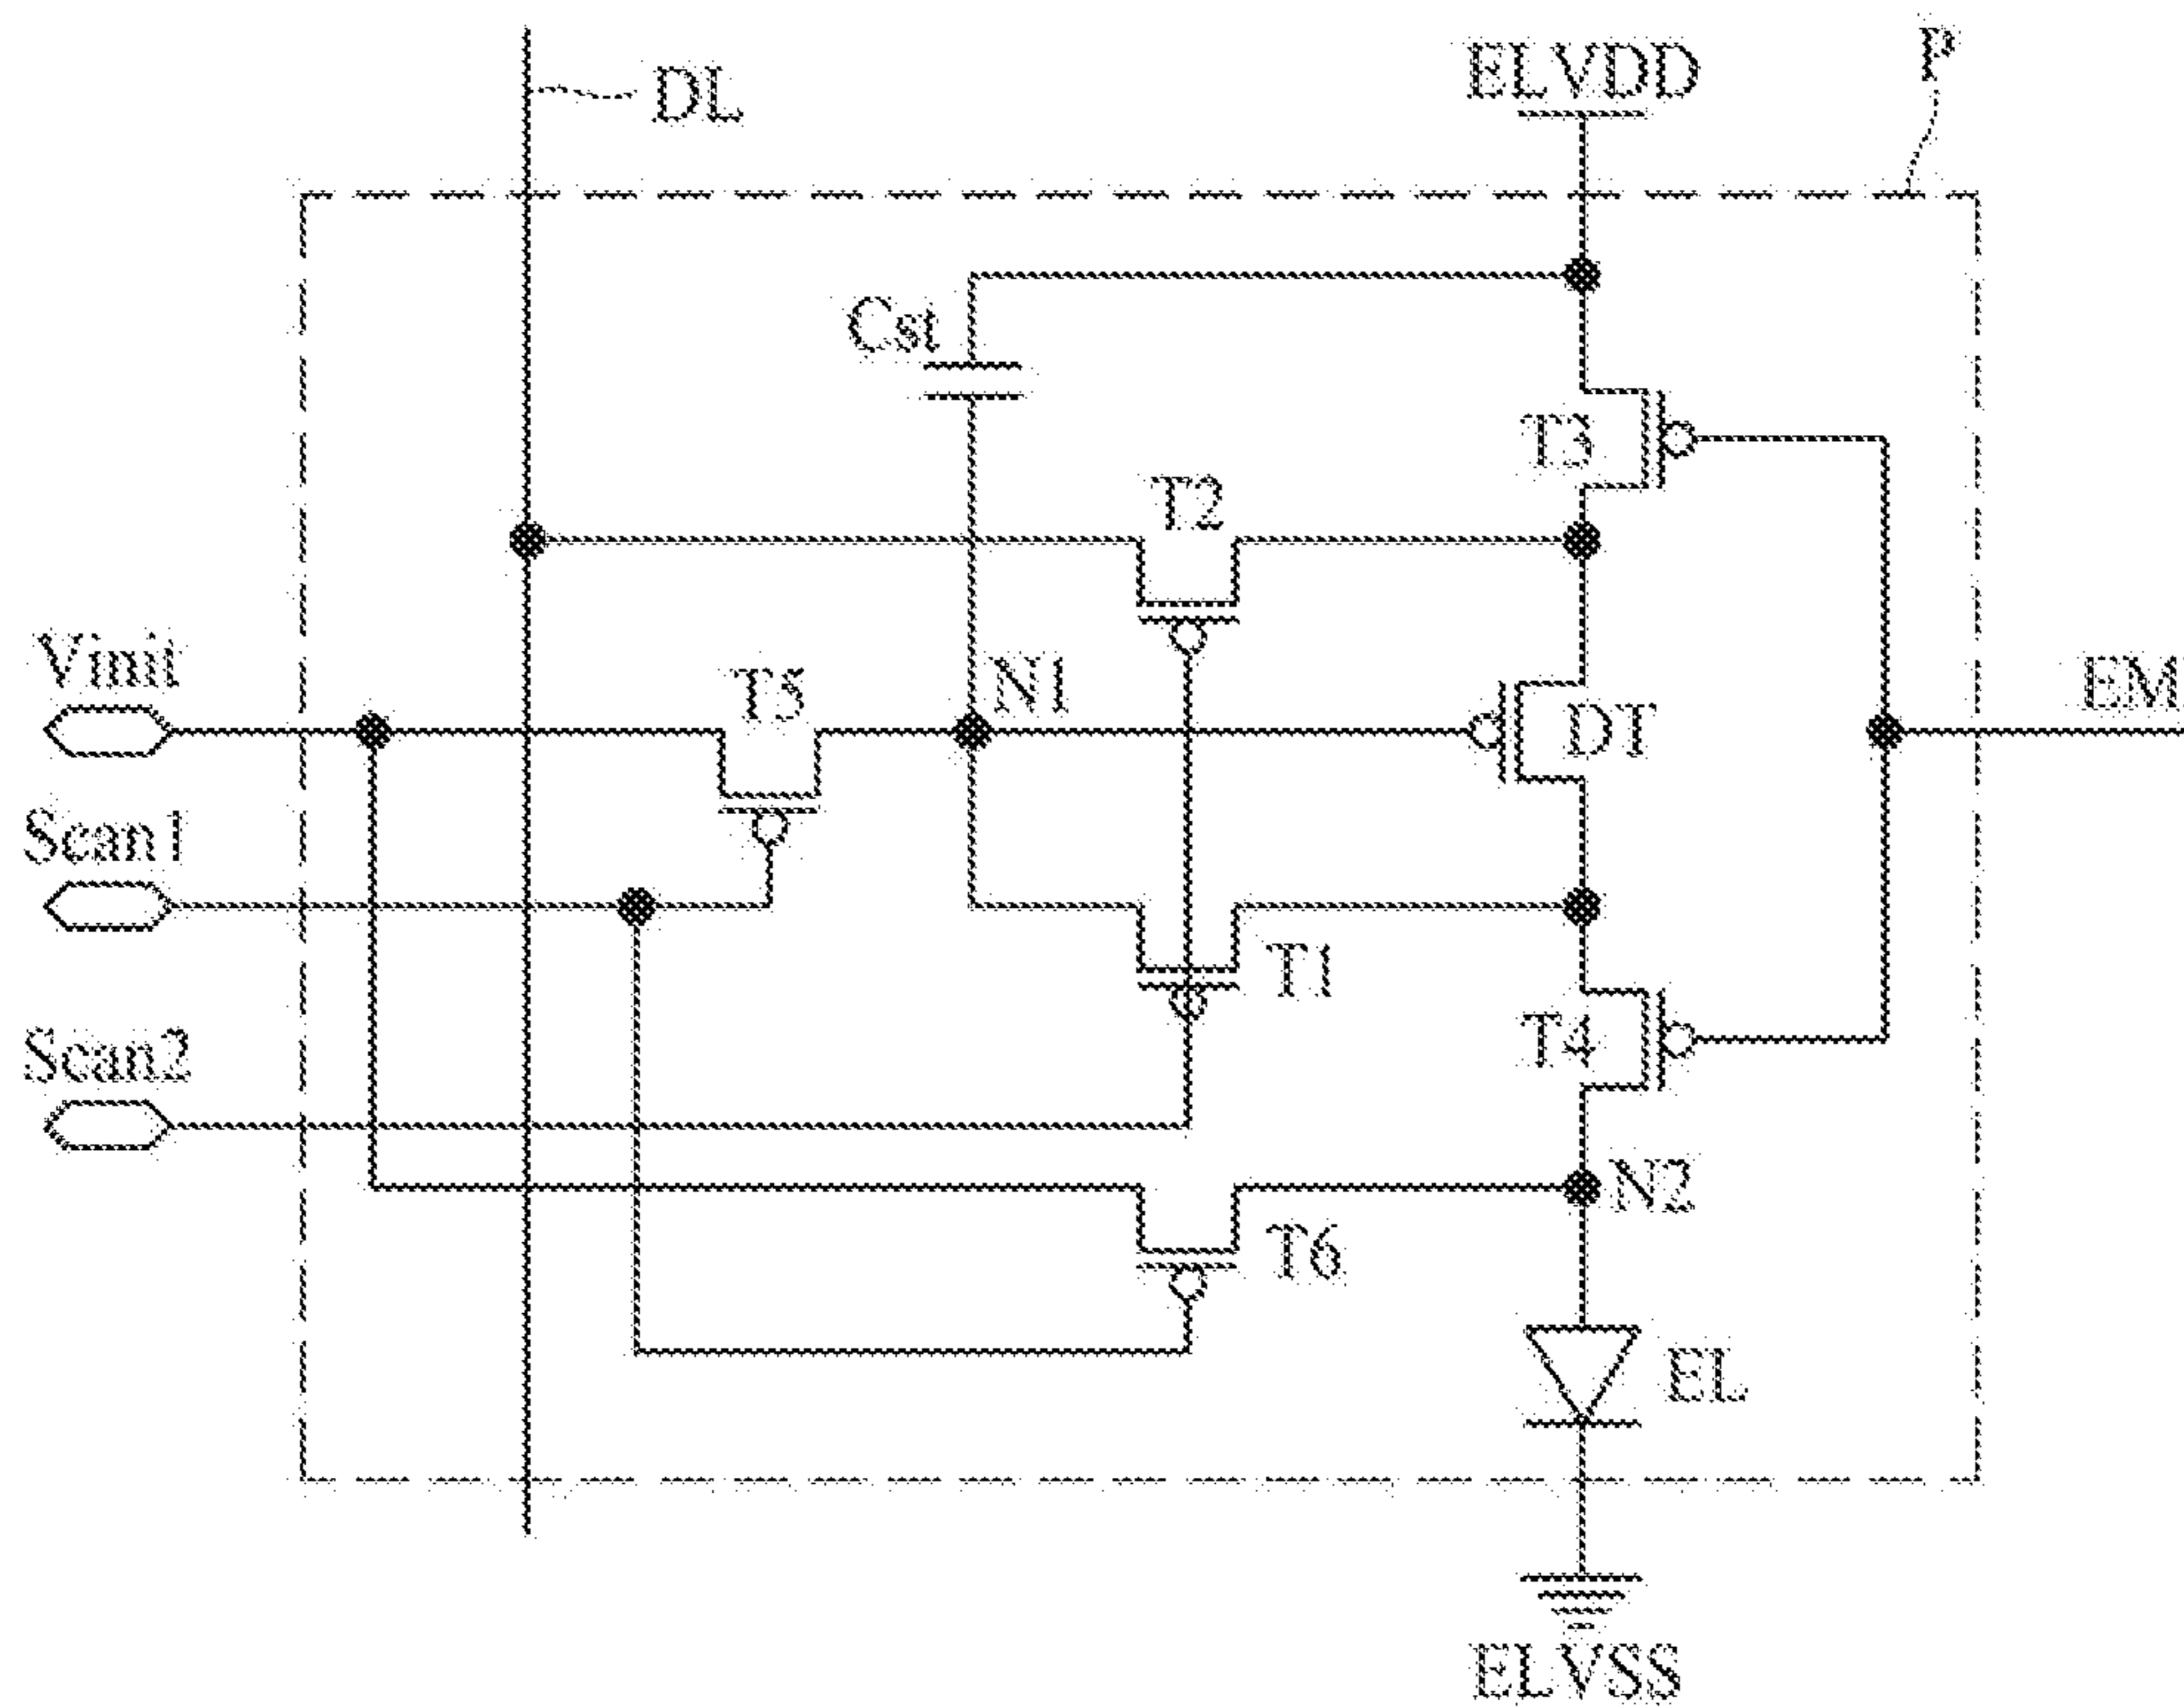 DL
ELVDD
P
Cst
T3
T2
Vinit
T5
N1
DT
EM
Scan1
T1
T4
Scan2
N2
T6
EL
ELVSS